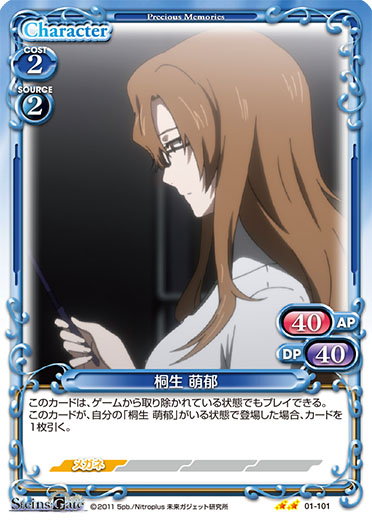 Precious Memories
Character
COST
2
SOURCE
2
40 AP
DP 40
桐生 萌郁
このカードは、ゲームから取り除かれている状態でもプレイできる。
このカードが、自分の「桐生 萌郁」がいる状態で登場した場合、カードを
1枚引く。
メガネ
Steins;Gate
©2011 5pb./Nitroplus 未来ガジェット研究所
01-101